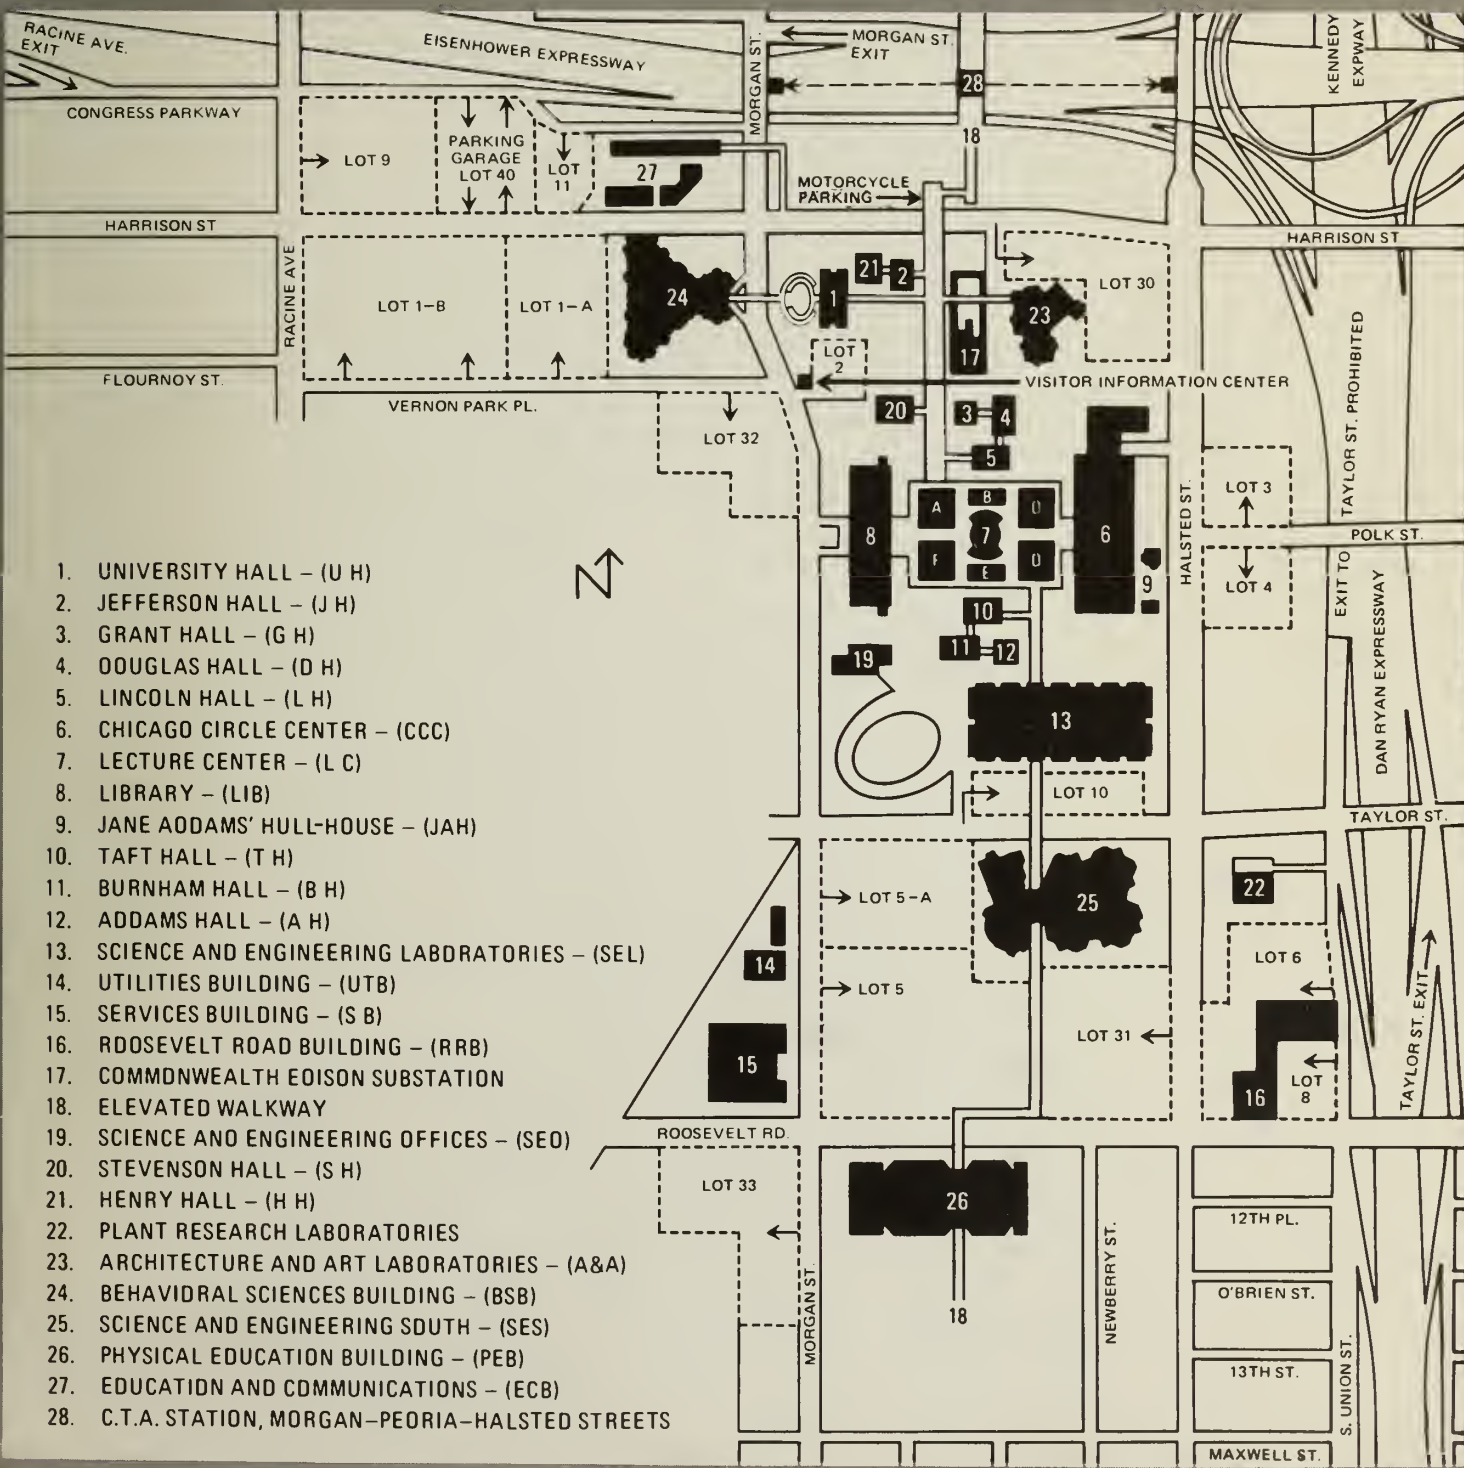 RACINE AVE.
EXIT
EISENHOWER EXPRESSWAY
MORGAN ST.
MORGAN ST.
EXIT
KENNEDY
EXPWAY
CONGRESS PARKWAY
28
18
LOT 9
PARKING
GARAGE
LOT 40
LOT
11
27
MOTORCYCLE
PARKING
HARRISON ST
HARRISON ST
RACINE AVE
LOT 1-B
LOT 1-A
24
1
21
2
17
23
LOT 30
LOT
2
FLOURNOY ST.
VERNON PARK PL.
VISITOR INFORMATION CENTER
LOT 32
20
3
4
5
8
A
B
D
7
F
E
D
6
9
HALSTED ST.
LOT 3
LOT 4
POLK ST.
EXIT TO TAYLOR ST. PROHIBITED
DAN RYAN EXPRESSWAY
N
10
11
12
19
13
LOT 10
TAYLOR ST.
LOT 5-A
25
22
14
LOT 5
LOT 6
LOT 31
15
16
LOT
8
TAYLOR ST. EXIT
ROOSEVELT RD.
LOT 33
26
18
MORGAN ST.
NEWBERRY ST.
12TH PL.
O'BRIEN ST.
13TH ST.
S. UNION ST.
MAXWELL ST.
1. UNIVERSITY HALL – (U H)
2. JEFFERSON HALL – (J H)
3. GRANT HALL – (G H)
4. DOUGLAS HALL – (D H)
5. LINCOLN HALL – (L H)
6. CHICAGO CIRCLE CENTER – (CCC)
7. LECTURE CENTER – (L C)
8. LIBRARY – (LIB)
9. JANE ADDAMS' HULL-HOUSE – (JAH)
10. TAFT HALL – (T H)
11. BURNHAM HALL – (B H)
12. ADDAMS HALL – (A H)
13. SCIENCE AND ENGINEERING LABORATORIES – (SEL)
14. UTILITIES BUILDING – (UTB)
15. SERVICES BUILDING – (S B)
16. ROOSEVELT ROAD BUILDING – (RRB)
17. COMMONWEALTH EDISON SUBSTATION
18. ELEVATED WALKWAY
19. SCIENCE AND ENGINEERING OFFICES – (SEO)
20. STEVENSON HALL – (S H)
21. HENRY HALL – (H H)
22. PLANT RESEARCH LABORATORIES
23. ARCHITECTURE AND ART LABORATORIES – (A&A)
24. BEHAVIORAL SCIENCES BUILDING – (BSB)
25. SCIENCE AND ENGINEERING SOUTH – (SES)
26. PHYSICAL EDUCATION BUILDING – (PEB)
27. EDUCATION AND COMMUNICATIONS – (ECB)
28. C.T.A. STATION, MORGAN–PEORIA–HALSTED STREETS